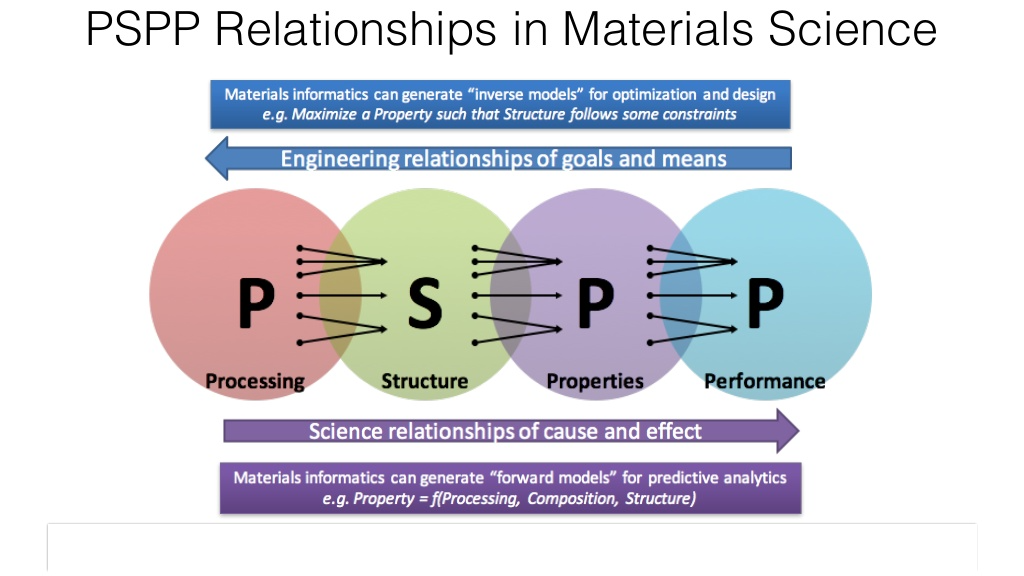 PSPP Relationships in Materials Science
Materials informatics can generate “inverse models” for optimization and design
e.g. Maximize a Property such that Structure follows some constraints
Engineering relationships of goals and means
P S P P
Processing Structure Properties Performance
Science relationships of cause and effect
Materials informatics can generate “forward models” for predictive analytics
e.g. Property = f(Processing, Composition, Structure)